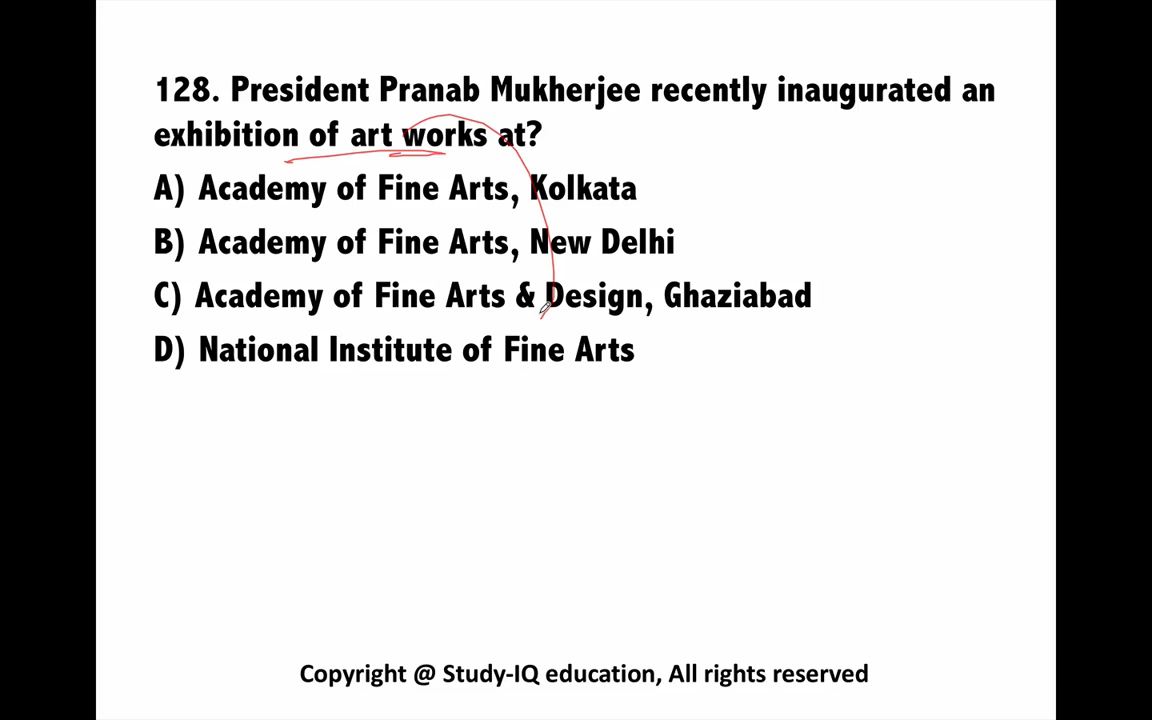 128. President Pranab Mukherjee recently inaugurated an
exhibition of art works at?
A) Academy of Fine Arts, Kolkata
B) Academy of Fine Arts, New Delhi
C) Academy of Fine Arts & Design, Ghaziabad
D) National Institute of Fine Arts
Copyright @ Study-IQ education, All rights reserved